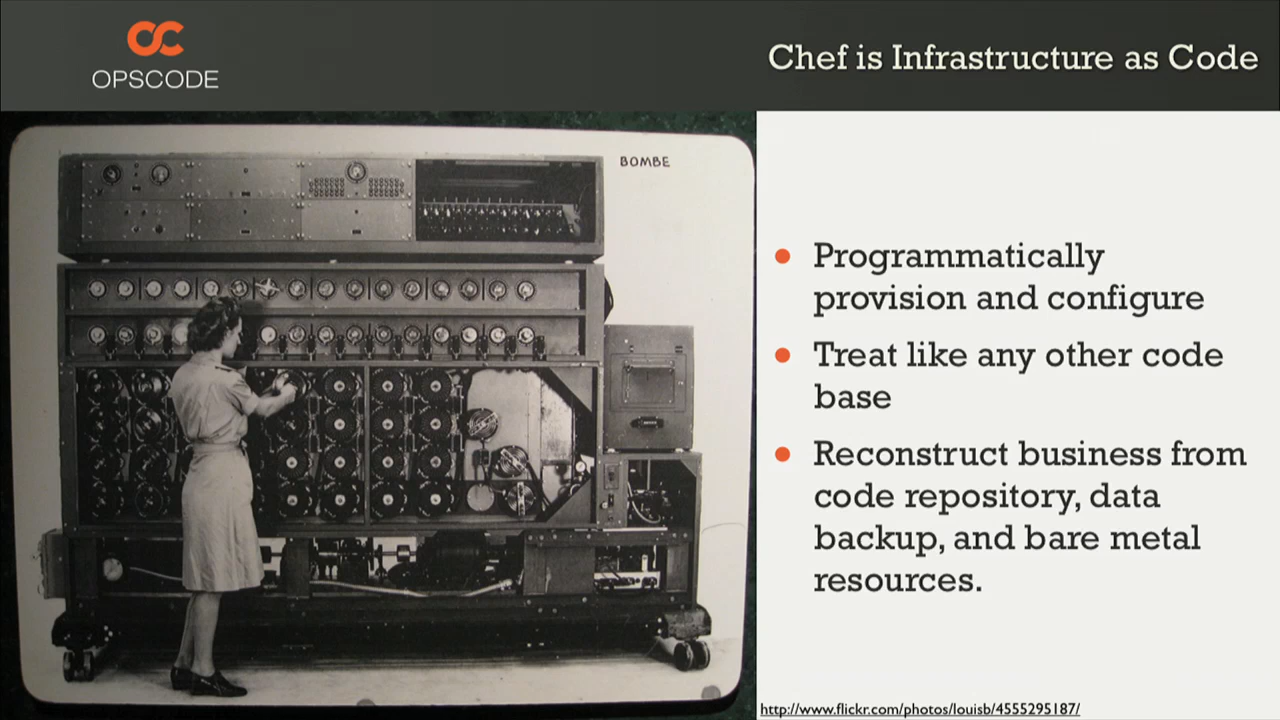 OPSCODE
Chef is Infrastructure as Code
BOMBE
Programmatically
provision and configure
Treat like any other code
base
Reconstruct business from
code repository, data
backup, and bare metal
resources.
http://www.flickr.com/photos/louisb/4555295187/